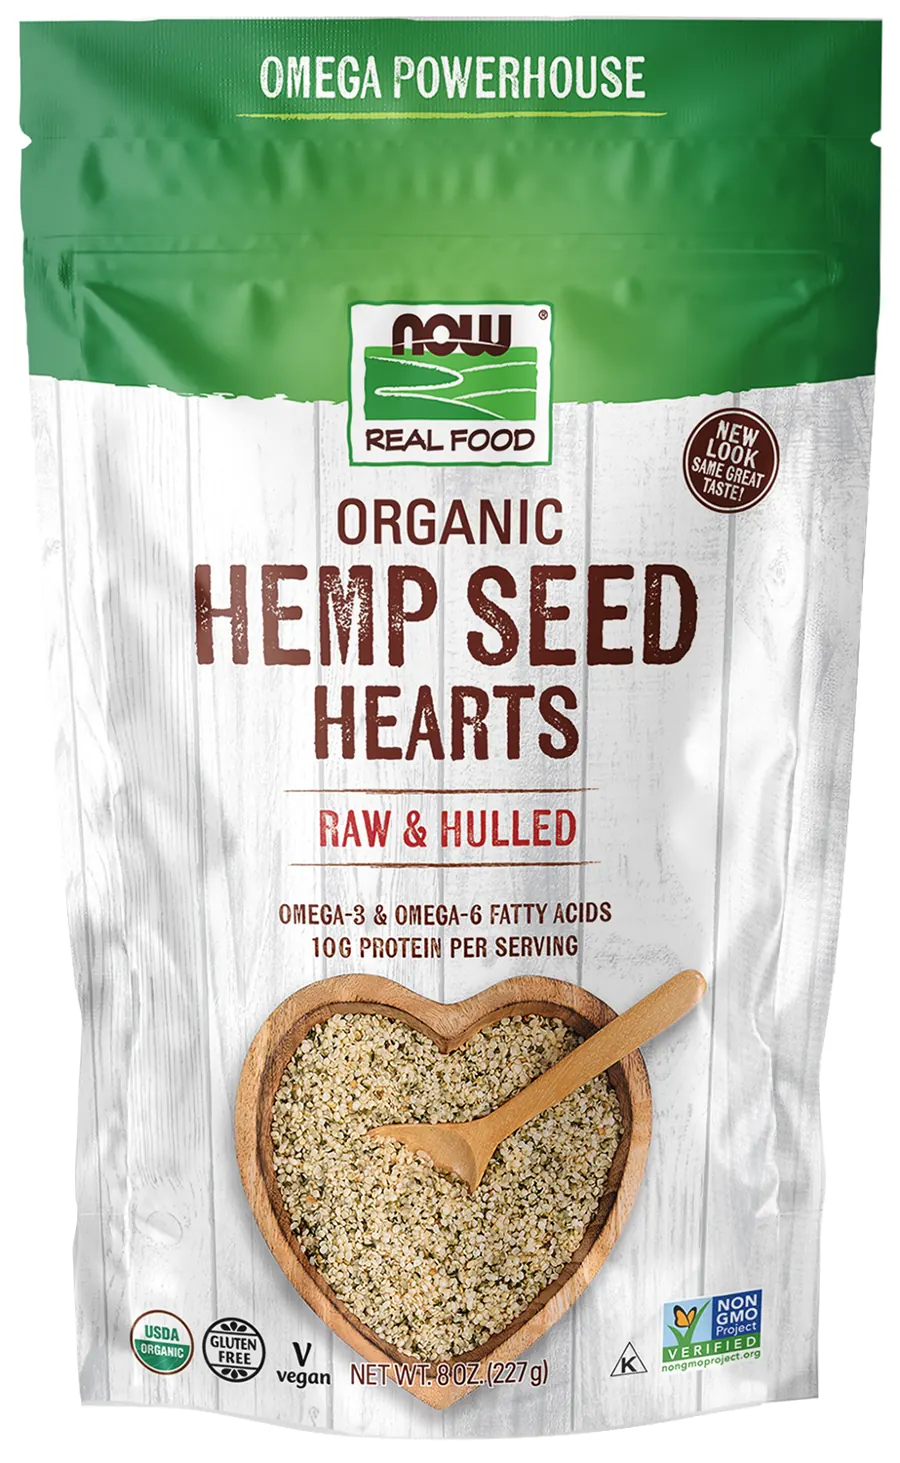 OMEGA POWERHOUSE
NOW®
REAL FOOD
NEW
LOOK
SAME GREAT
TASTE!
ORGANIC
HEMP SEED
HEARTS
RAW & HULLED
OMEGA-3 & OMEGA-6 FATTY ACIDS
10G PROTEIN PER SERVING
USDA
ORGANIC
GLUTEN
FREE
V
vegan
NET WT. 8 OZ. (227g)
K
NON
GMO
Project
VERIFIED
nongmoproject.org